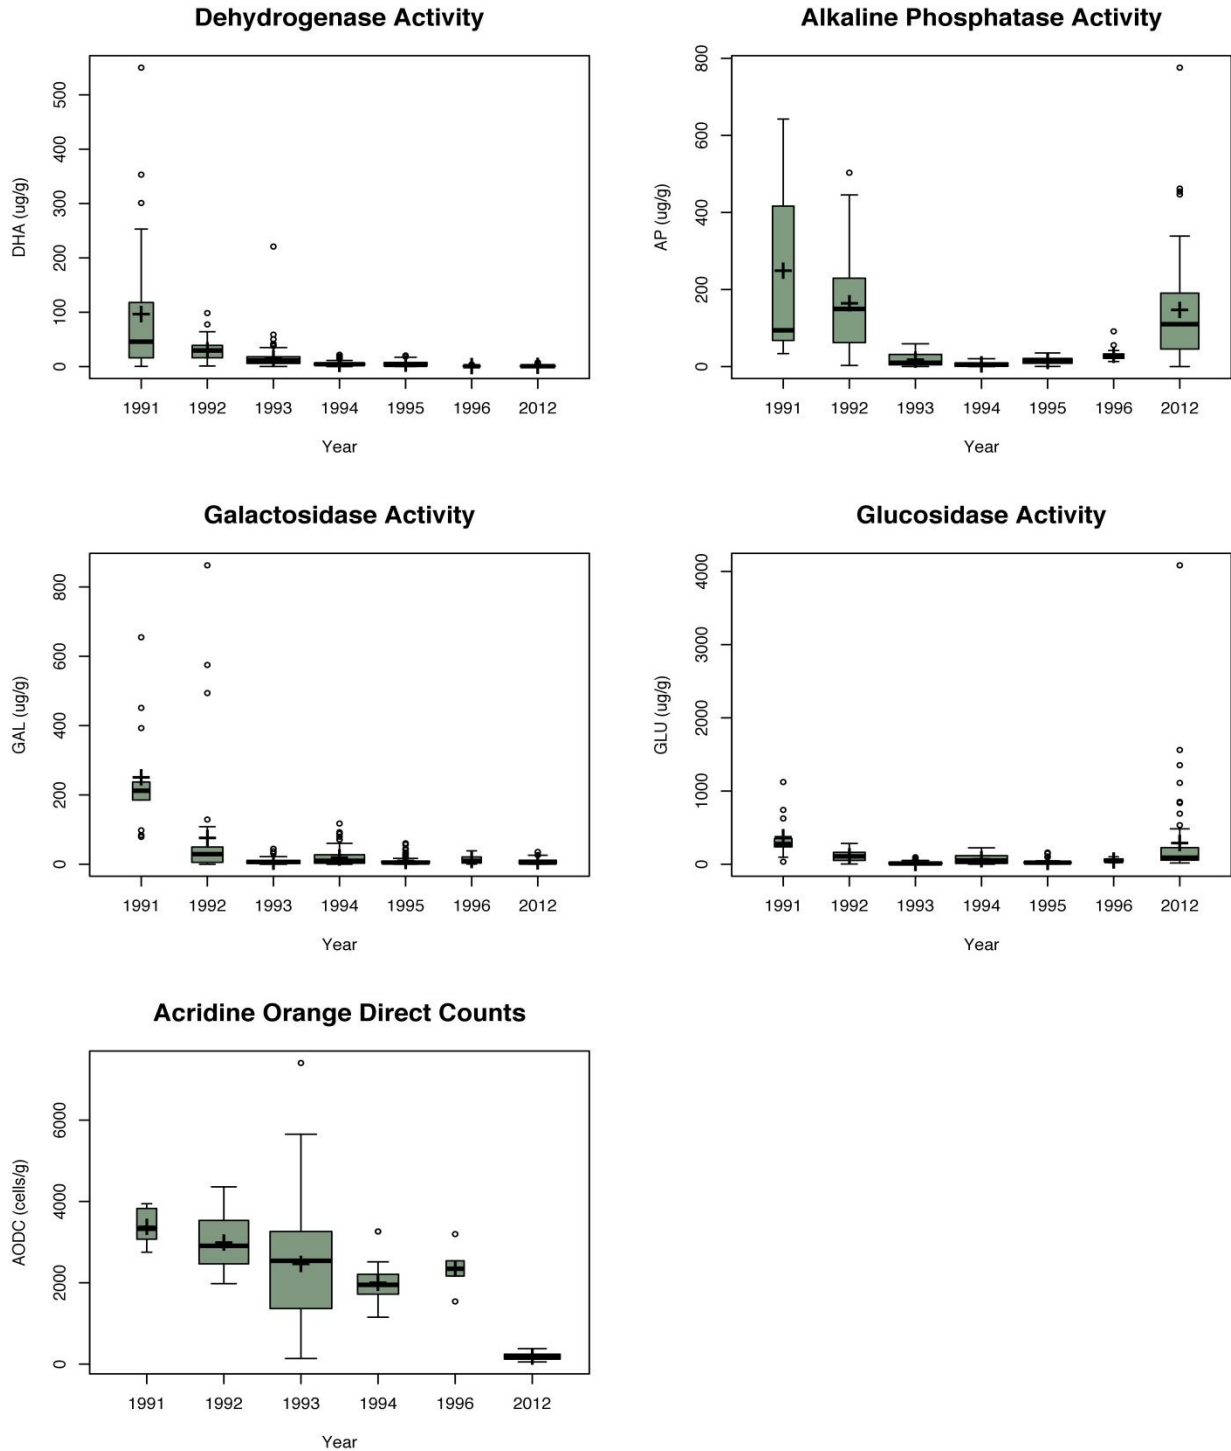 Dehydrogenase Activity
DHA (ug/g)
500
400
300
200
100
0
1991 1992 1993 1994 1995 1996 2012
Year
Alkaline Phosphatase Activity
AP (ug/g)
800
600
400
200
0
1991 1992 1993 1994 1995 1996 2012
Year
Galactosidase Activity
GAL (ug/g)
800
600
400
200
0
1991 1992 1993 1994 1995 1996 2012
Year
Glucosidase Activity
GLU (ug/g)
4000
3000
2000
1000
0
1991 1992 1993 1994 1995 1996 2012
Year
Acridine Orange Direct Counts
AODC (cells/g)
6000
4000
2000
0
1991 1992 1993 1994 1996 2012
Year